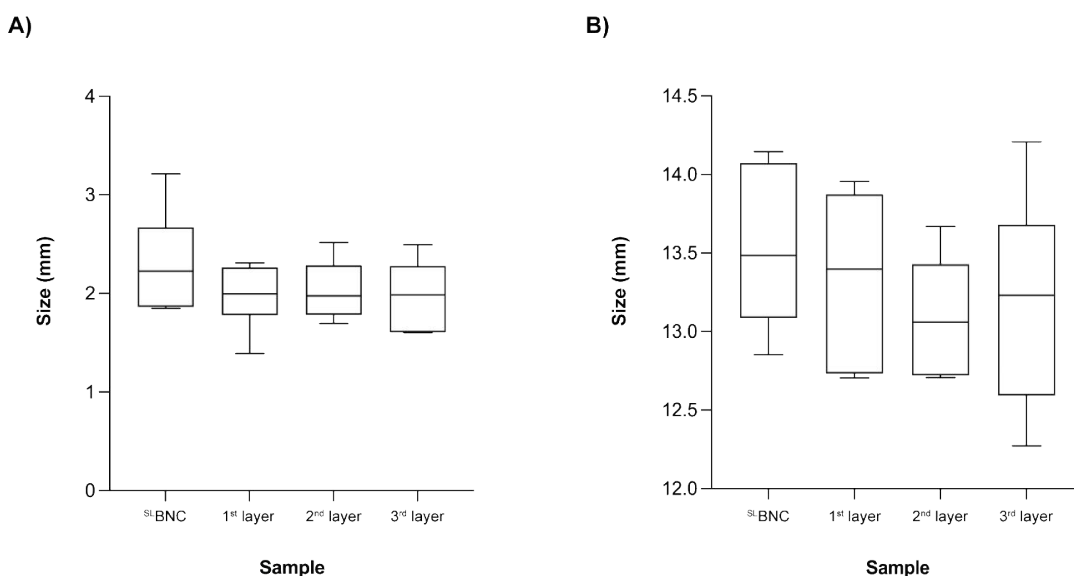 A)
B)
4
3
2
1
0
Size (mm)
SLBNC
1st layer
2nd layer
3rd layer
Sample
14.5
14.0
13.5
13.0
12.5
12.0
Size (mm)
SLBNC
1st layer
2nd layer
3rd layer
Sample